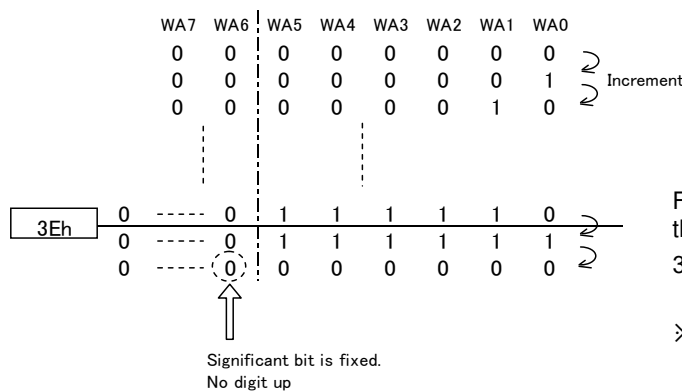 WA7 WA6 WA5 WA4 WA3 WA2 WA1 WA0
0 0 0 0 0 0 0 0
0 0 0 0 0 0 0 1 Increment
0 0 0 0 0 0 1 0
3Eh 0 0 1 1 1 1 1 0
0 0 1 1 1 1 1 1
0 0 0 0 0 0 0 0
Significant bit is fixed.
No digit up
F
th
3
※